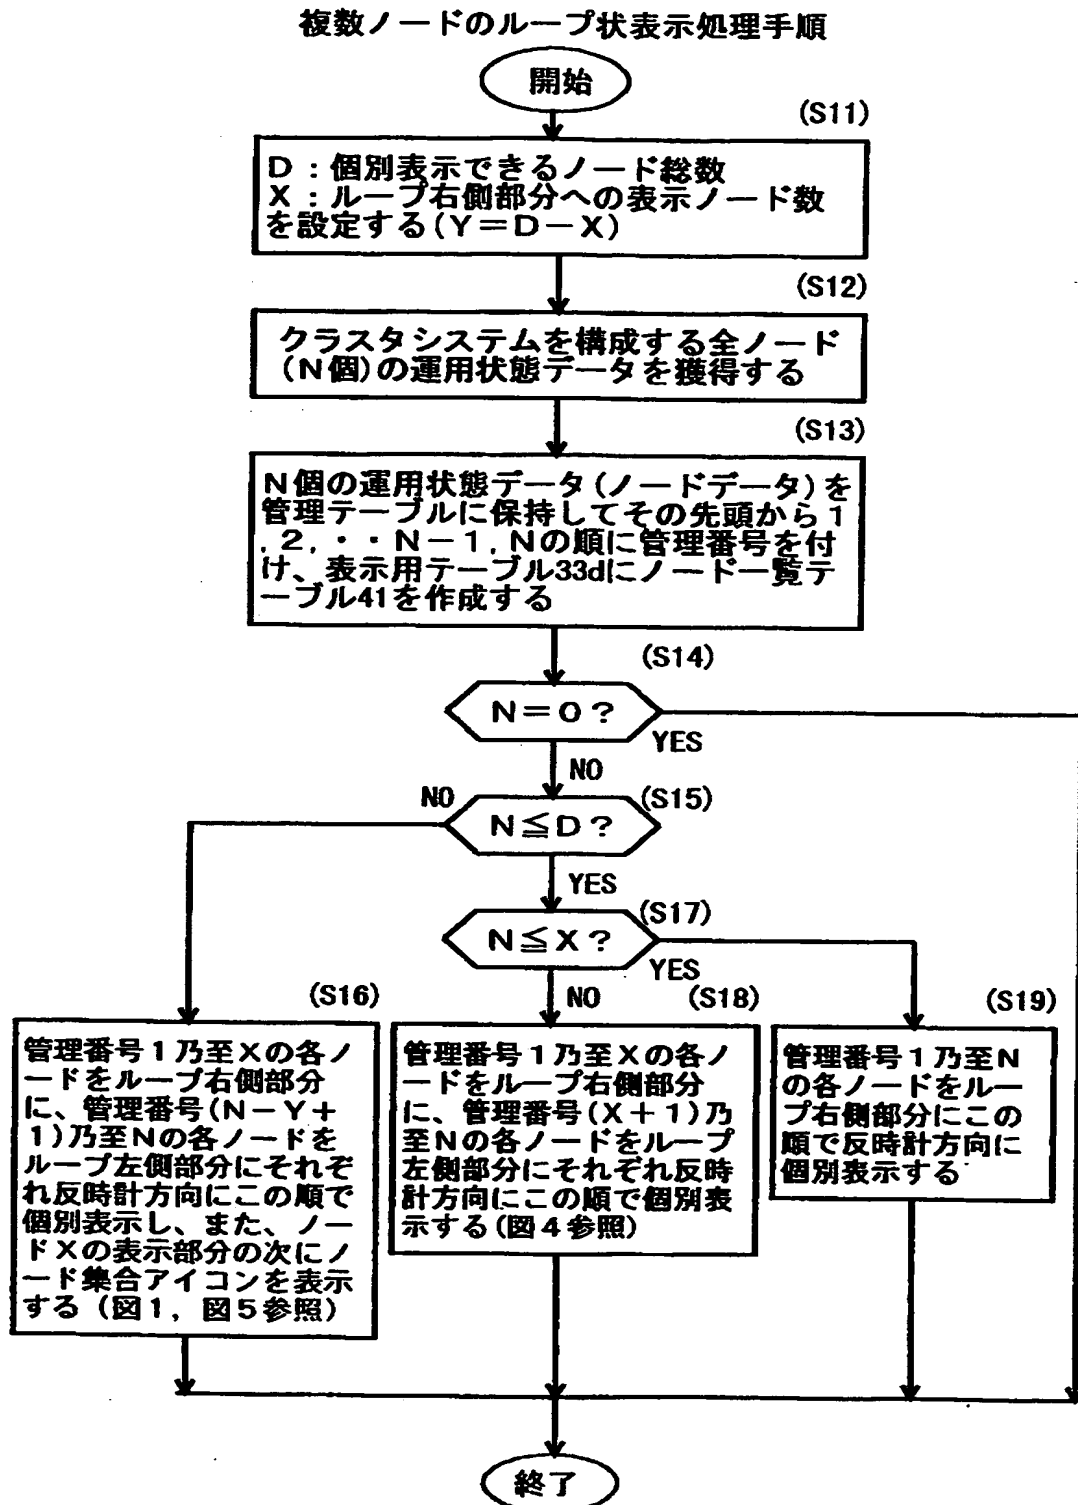 複数ノードのループ状表示処理手順
開始
(S11)
D:個別表示できるノード総数
X:ループ右側部分への表示ノード数
を設定する(Y=D-X)
(S12)
クラスタシステムを構成する全ノード
(N個)の運用状態データを獲得する
(S13)
N個の運用状態データ(ノードデータ)を
管理テーブルに保持してその先頭から1
,2,・・N-1,Nの順に管理番号を付
け、表示用テーブル33dにノード一覧テ
ーブル41を作成する
(S14)
N=0?
YES
NO
NO
(S15)
N≦D?
YES
(S17)
N≦X?
YES
NO
(S16)
管理番号1乃至Xの各ノ
ードをループ右側部分
に、管理番号(N-Y+
1)乃至Nの各ノードを
ループ左側部分にそれぞ
れ反時計方向にこの順で
個別表示し、また、ノー
ドXの表示部分の次にノ
ード集合アイコンを表示
する(図1,図5参照)
(S18)
管理番号1乃至Xの各ノ
ードをループ右側部分
に、管理番号(X+1)乃
至Nの各ノードをループ
左側部分にそれぞれ反時
計方向にこの順で個別表
示する(図4参照)
(S19)
管理番号1乃至N
の各ノードをルー
プ右側部分にこの
順で反時計方向に
個別表示する
終了